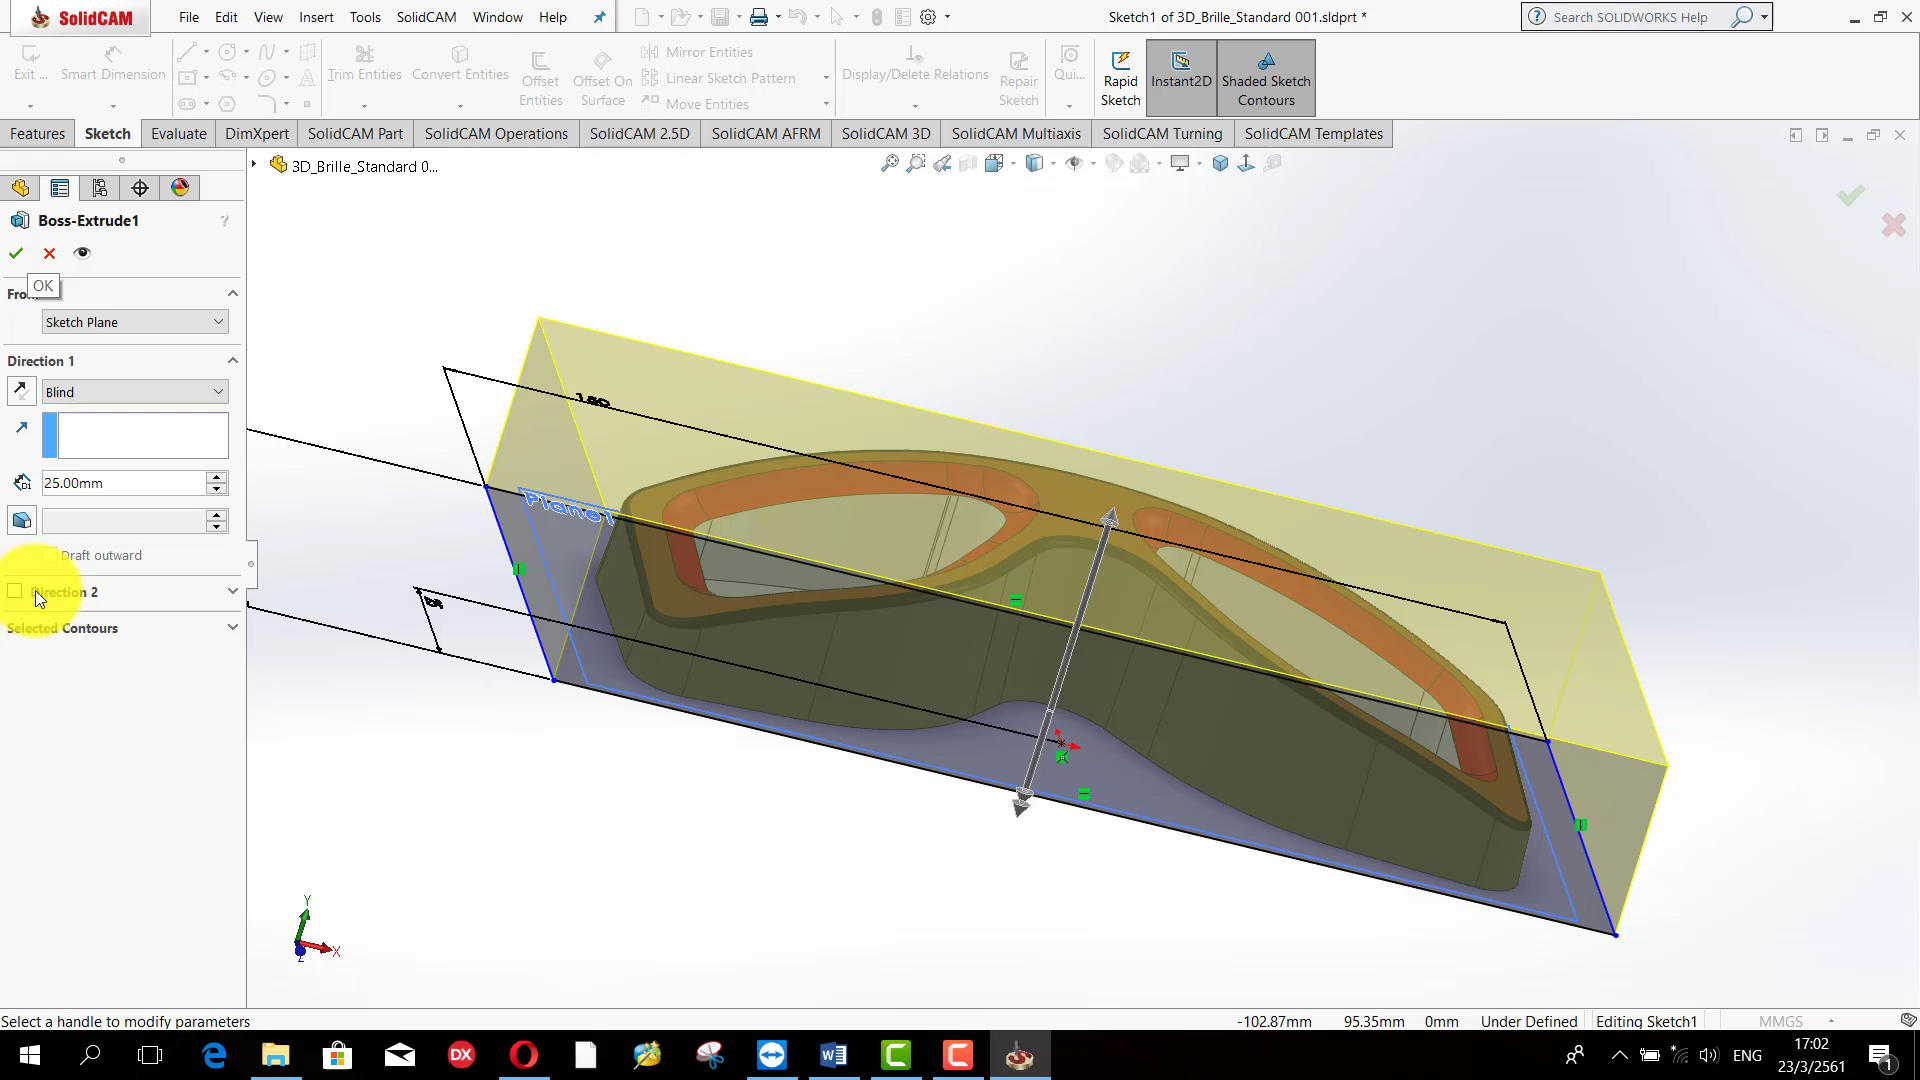 SolidCAM
File Edit View Insert Tools SolidCAM Window Help
Sketch1 of 3D_Brille_Standard 001.sldprt *
Search SOLIDWORKS Help
Exit ...
Smart Dimension
Trim Entities
Convert Entities
Offset Entities
Offset On Surface
Mirror Entities
Linear Sketch Pattern
Move Entities
Display/Delete Relations
Repair Sketch
Qui...
Rapid Sketch
Instant2D
Shaded Sketch Contours
Features Sketch Evaluate DimXpert SolidCAM Part SolidCAM Operations SolidCAM 2.5D SolidCAM AFRM SolidCAM 3D SolidCAM Multiaxis SolidCAM Turning SolidCAM Templates
3D_Brille_Standard 0...
Boss-Extrude1
?
OK
Sketch Plane
Direction 1
Blind
D1
25.00mm
Draft outward
Direction 2
Selected Contours
Plane1
Y
X
Z
Select a handle to modify parameters
-102.87mm 95.35mm 0mm Under Defined Editing Sketch1 MMGS
DX
ENG
17:02
23/3/2561
1